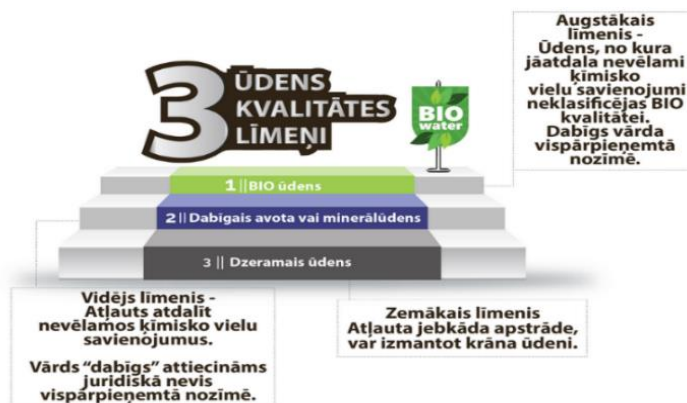 3 ŪDENS
KVALITĀTES
LĪMEŅI
BIO
water
Augstākais
līmenis -
Ūdens, no kura
jāatdala nevēlami
ķīmisko
vielu savienojumi
neklasificējas BIO
kvalitātei.
Dabīgs vārda
vispārpieņemtā
nozīmē.
1 || BIO ūdens
2 || Dabīgais avota vai minerālūdens
3 || Dzeramais ūdens
Vidējs līmenis -
Atļauts atdalīt
nevēlamos ķīmisko vielu
savienojumus.
Vārds “dabīgs” attiecināms
juridiskā nevis
vispārpieņemtā nozīmē.
Zemākais līmenis
Atļauta jebkāda apstrāde,
var izmantot krāna ūdeni.